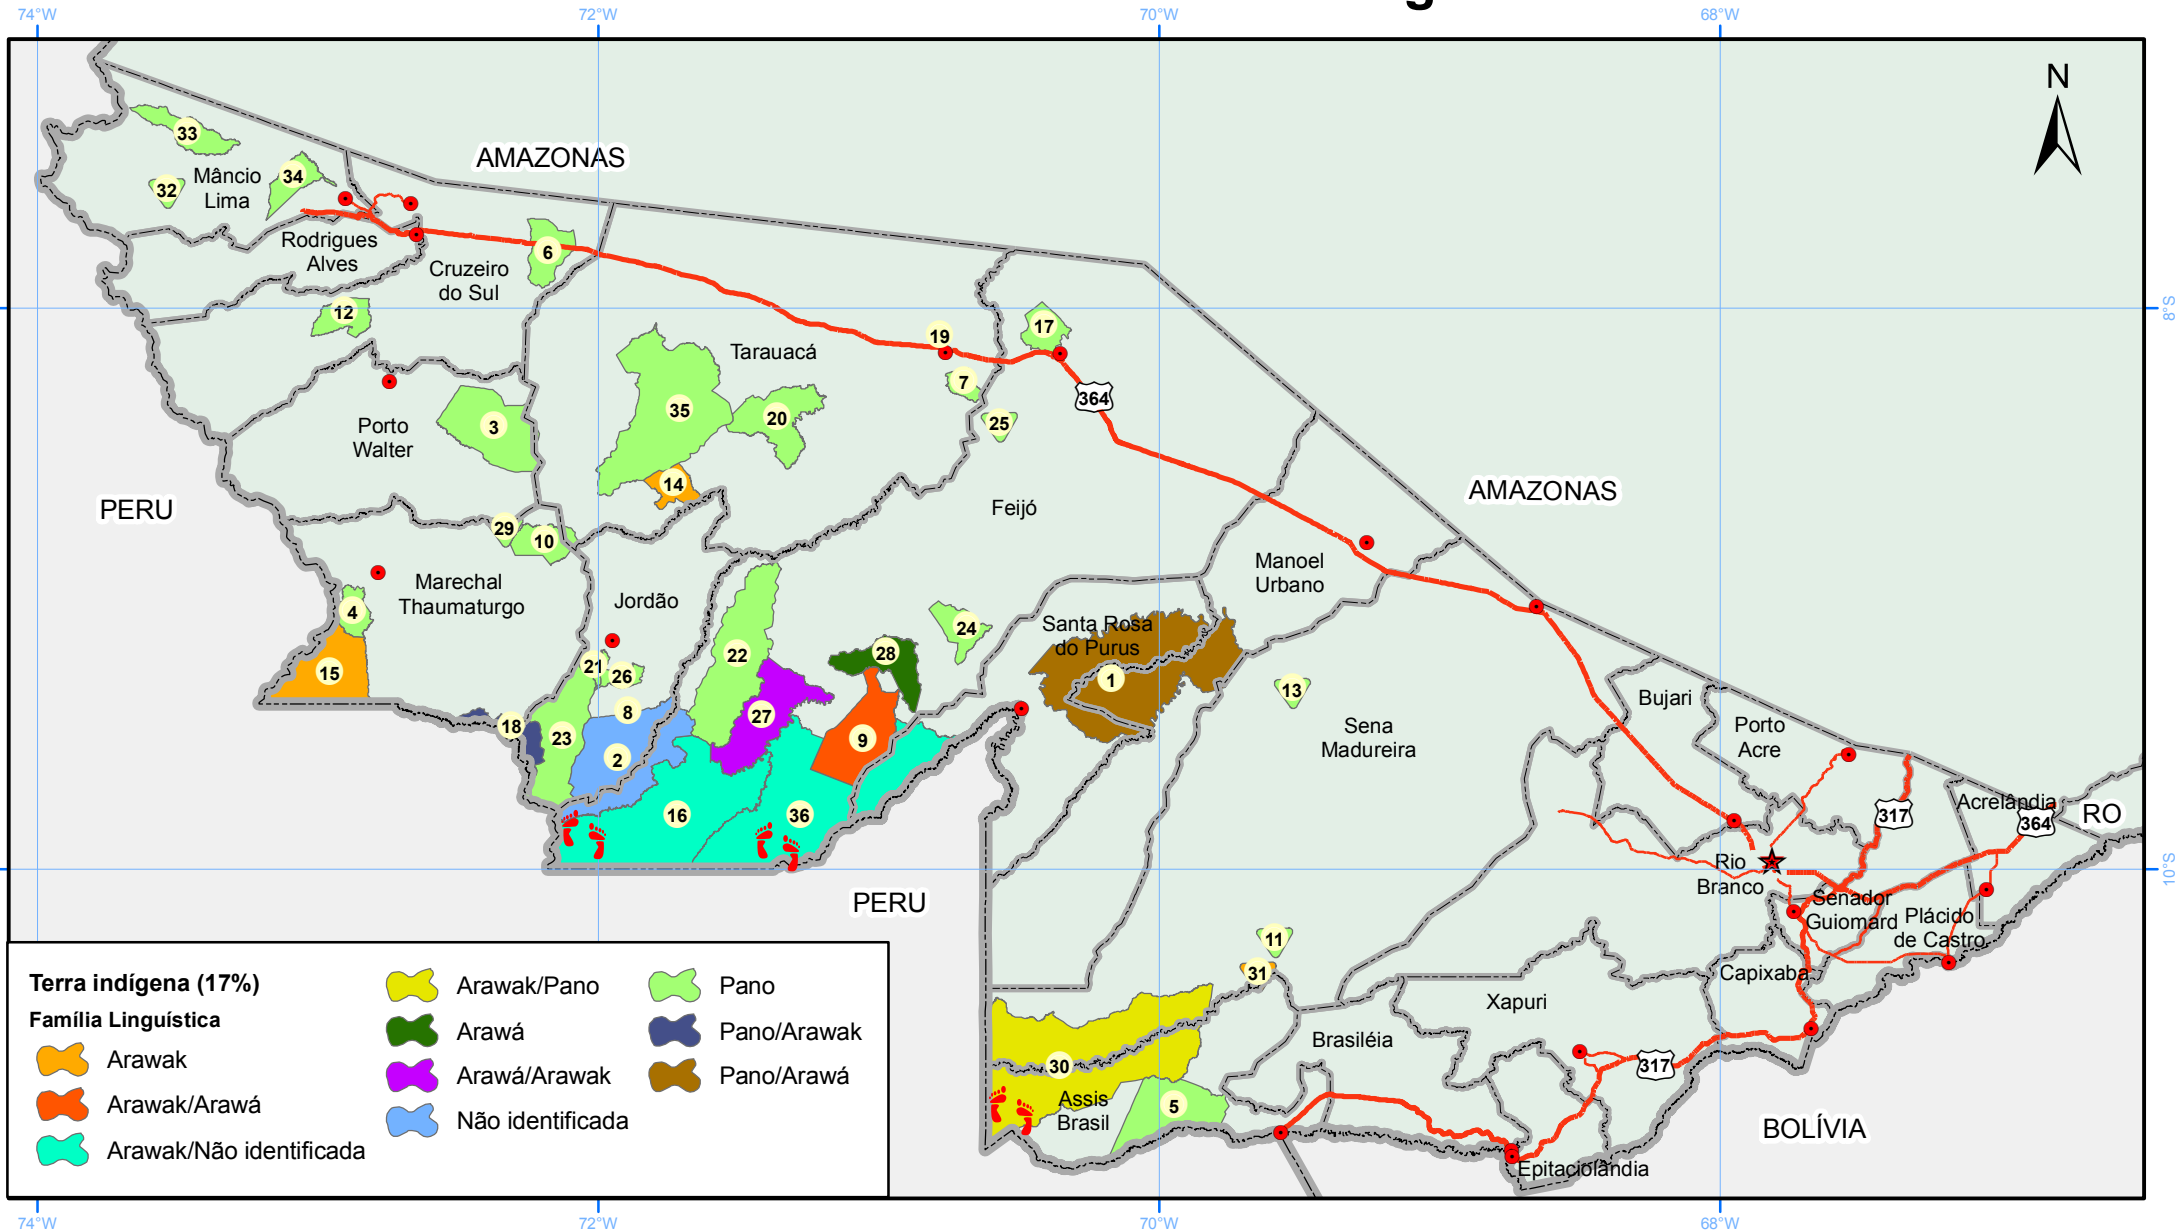 g
74°W
72°W
70°W
68°W
N
AMAZONAS
33
34
32
Mâncio
Lima
Rodrigues
Alves
6
Cruzeiro
do Sul
12
8°S
19
17
Tarauacá
7
364
35
20
25
3
Porto
Walter
14
AMAZONAS
PERU
Feijó
29
10
Manoel
Urbano
Marechal
Thaumaturgo
Jordão
4
24
Santa Rosa
do Purus
28
22
21
26
15
1
13
Bujari
8
27
18
23
9
Sena
Madureira
Porto
Acre
2
16
36
Acrelândia
317
364
RO
Rio
Branco
10°S
PERU
Senador
Guiomard
Plácido
de Castro
11
31
Capixaba
Xapuri
Brasiléia
30
317
Assis
Brasil
5
BOLÍVIA
Epitaciolândia
Terra indígena (17%)
Família Linguística
Arawak
Arawak/Arawá
Arawak/Não identificada
Arawak/Pano
Arawá
Arawá/Arawak
Não identificada
Pano
Pano/Arawak
Pano/Arawá
74°W
72°W
70°W
68°W